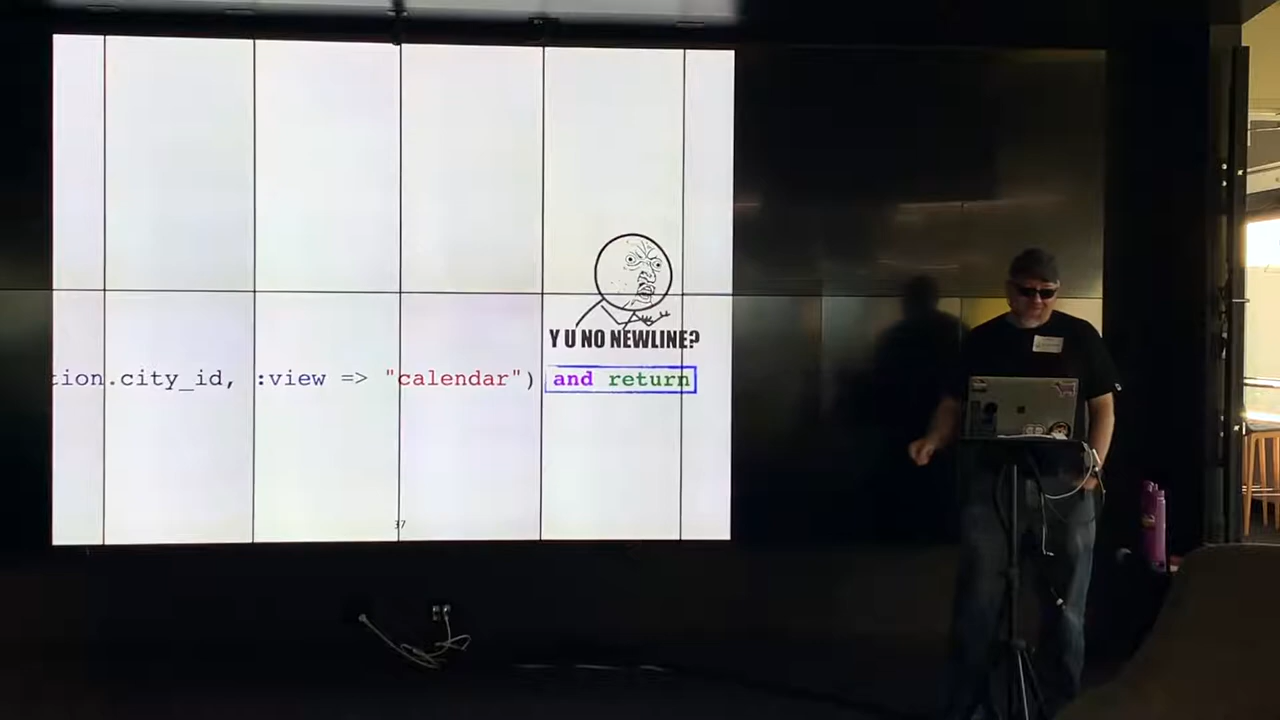 Y U NO NEWLINE?
tion.city_id, :view => "calendar") and return
37